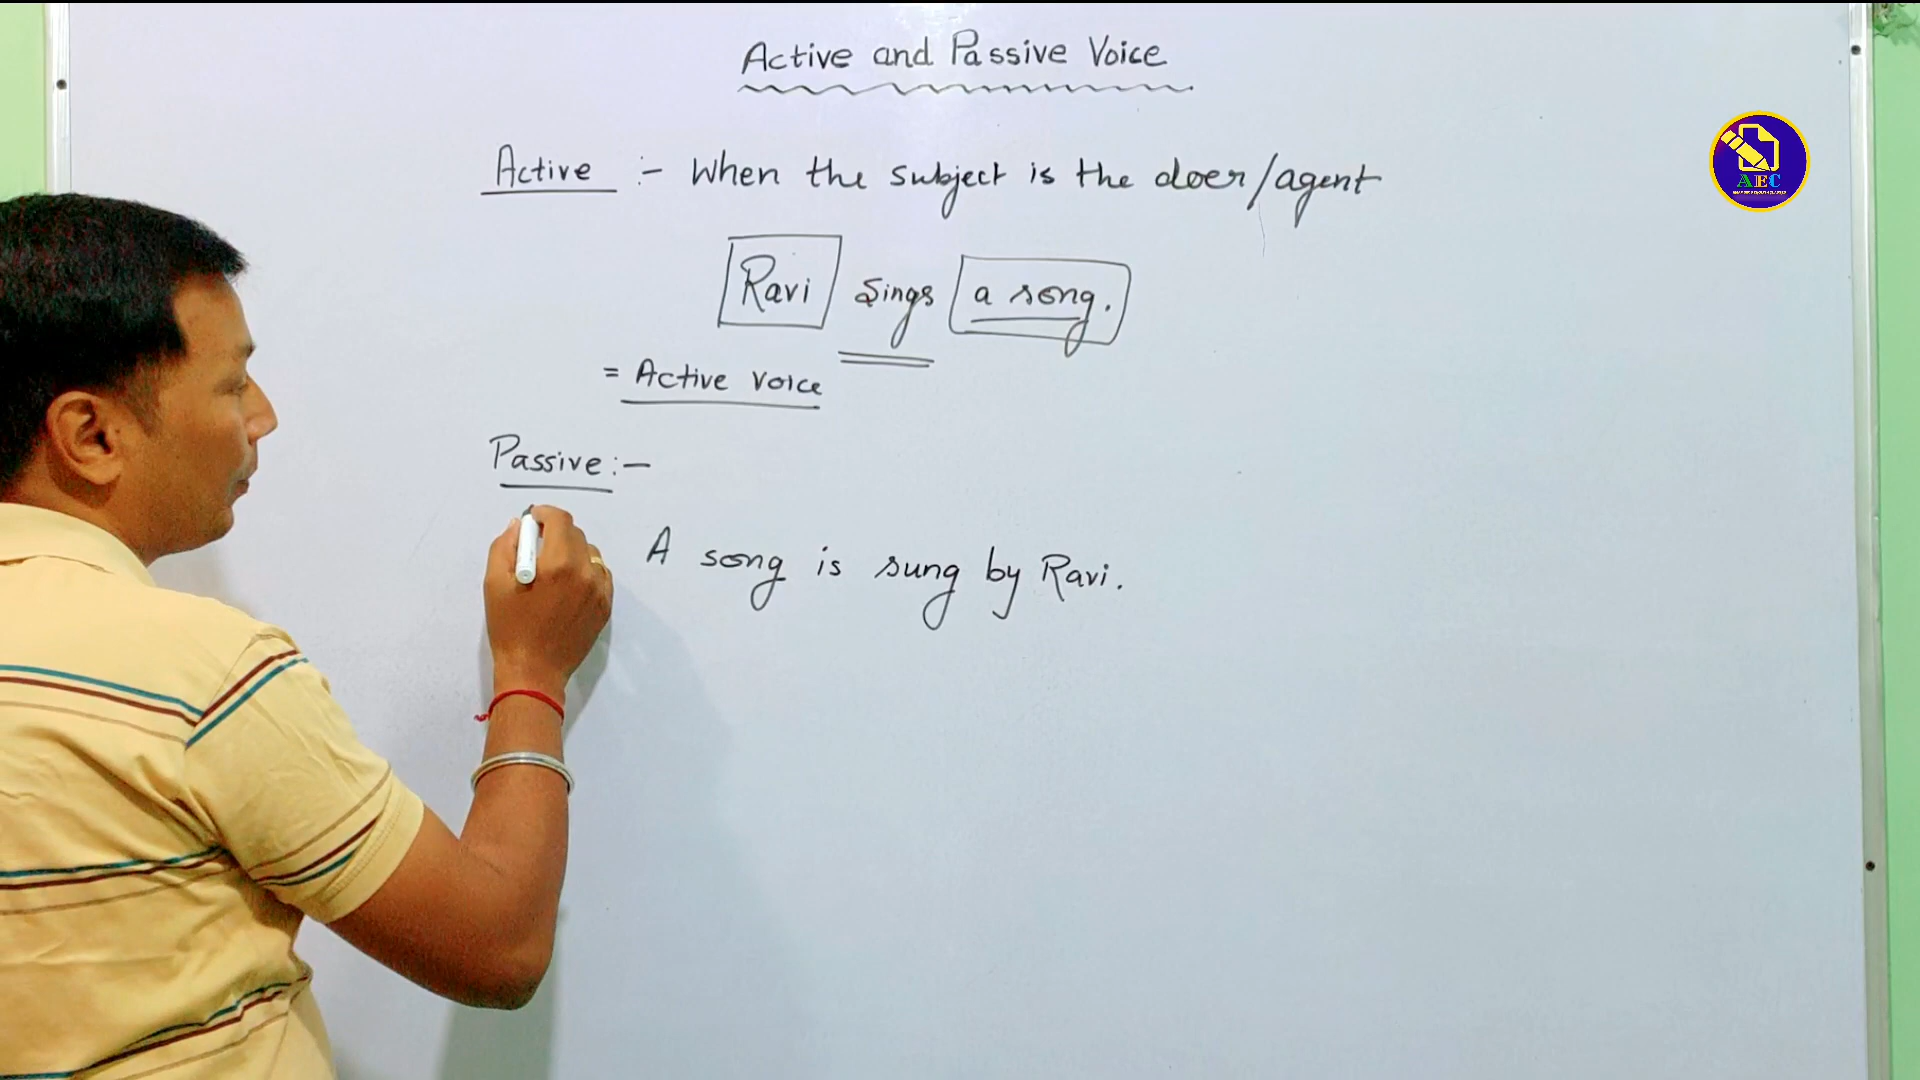 Active and Passive Voice
Active :- When the subject is the doer/agent
Ravi sings a song.
= Active voice
Passive :-
A song is sung by Ravi.
AEC